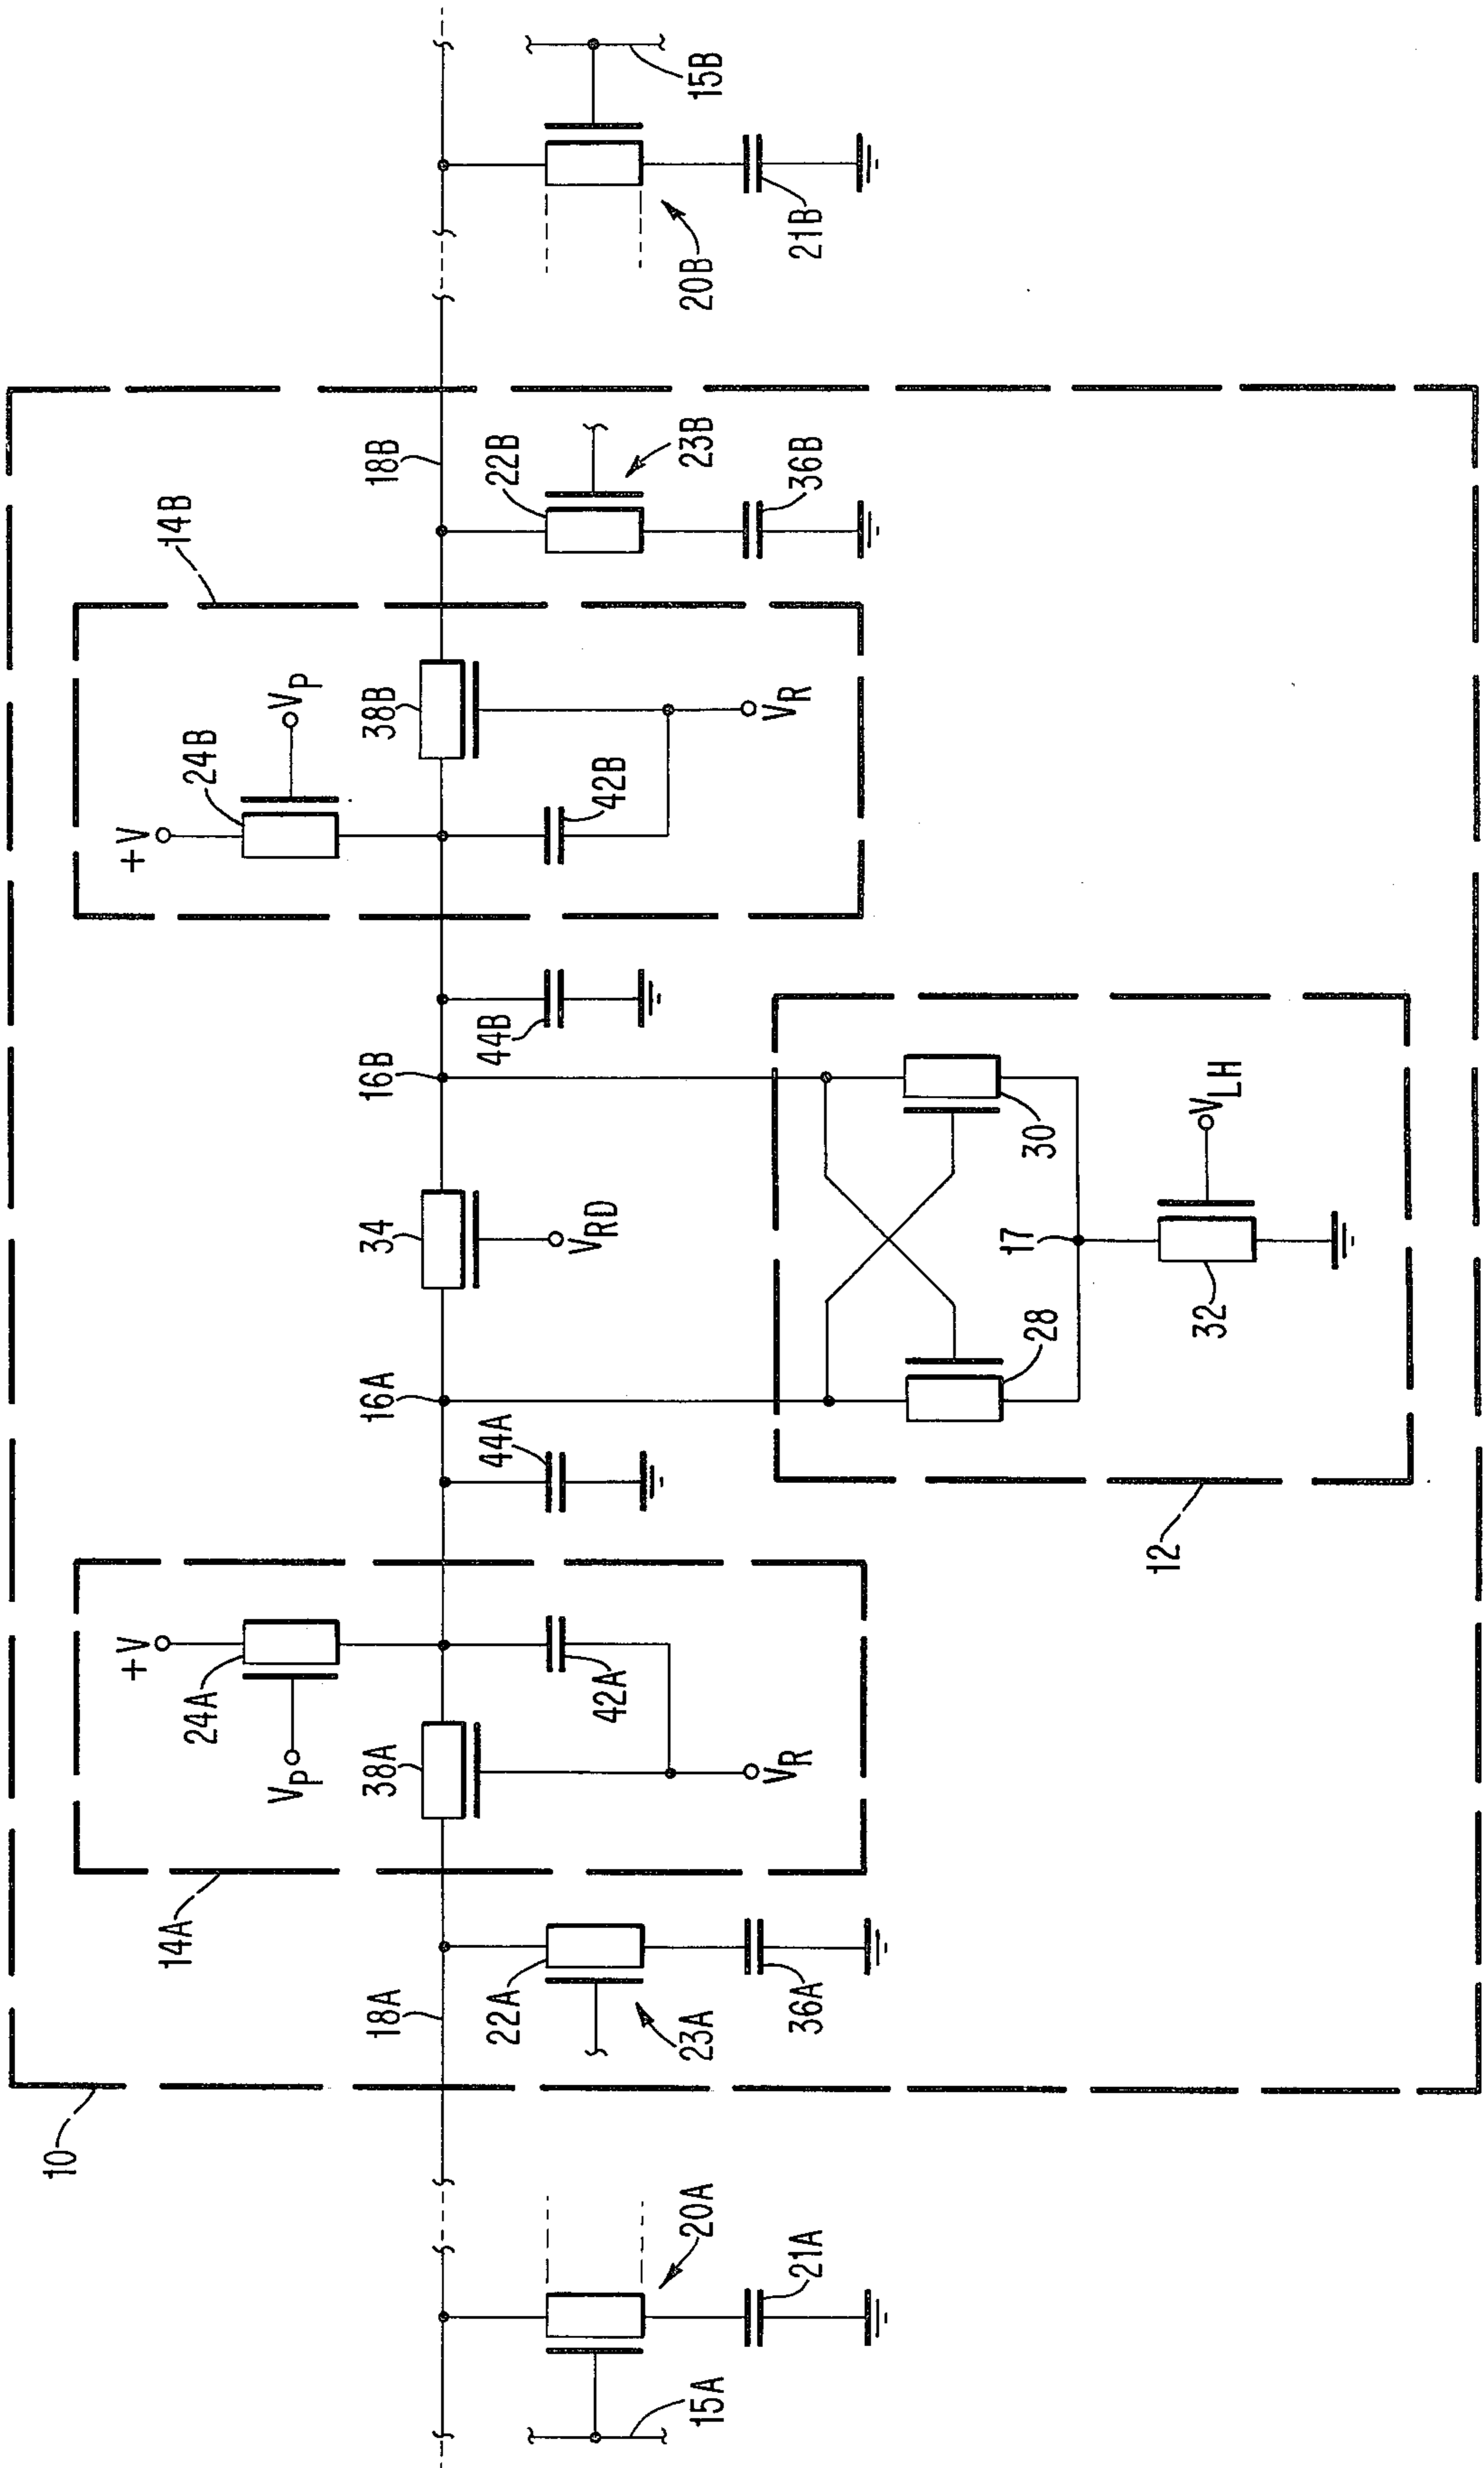 10
14A
14B
+V
+V
24A
24B
VP
VP
18A
38A
16A
34
16B
38B
18B
22A
44A
44B
22B
15A
20A
23A
42A
VRD
42B
23B
20B
15B
21A
36A
VR
VR
36B
21B
28
17
30
12
32
VLH